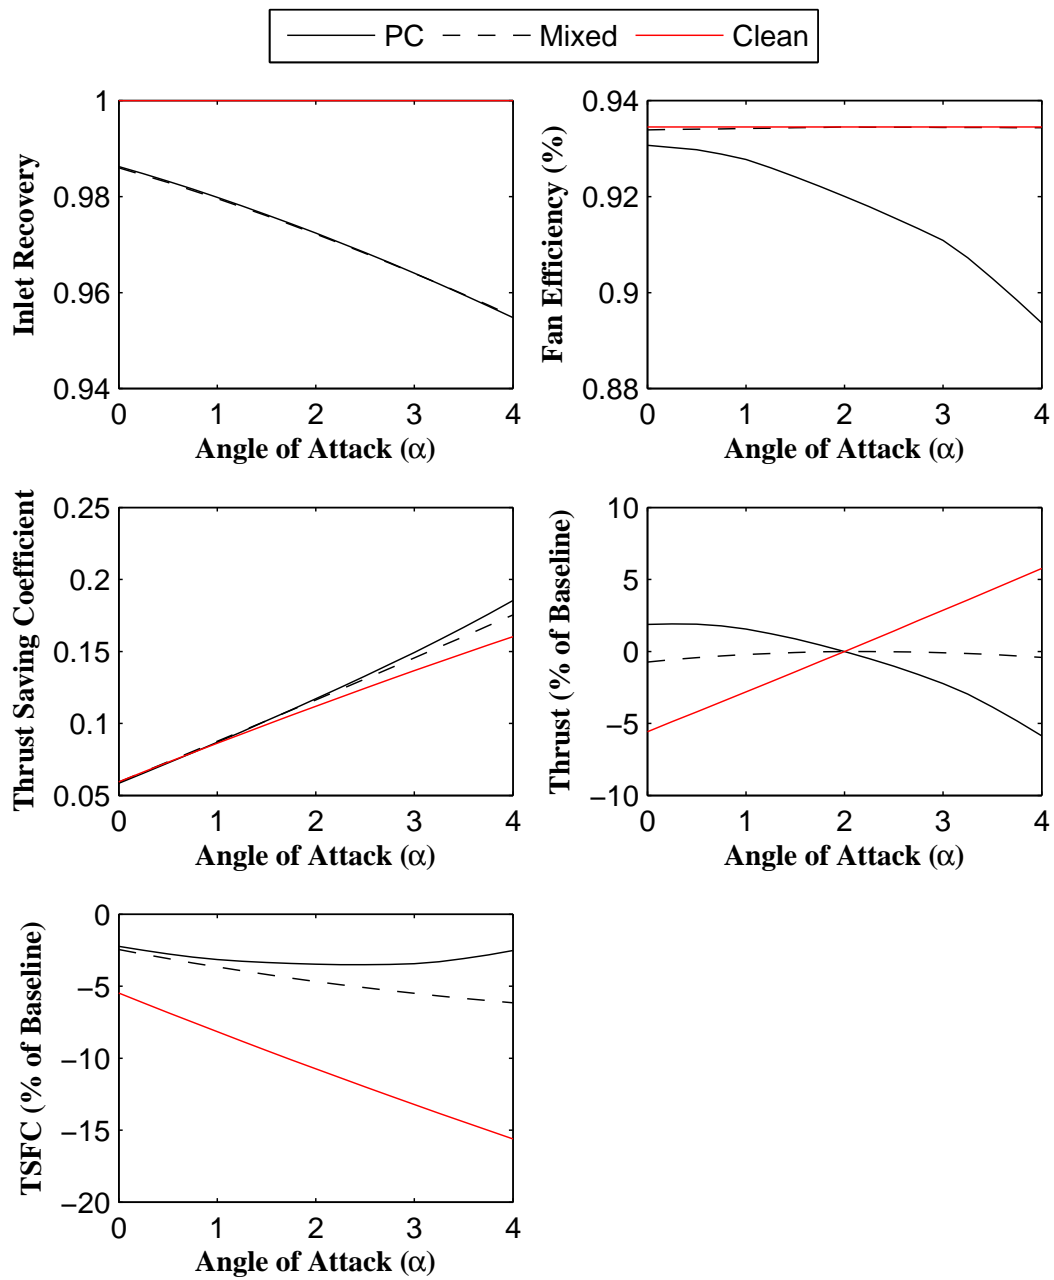 PC Mixed Clean
Inlet Recovery
1
0.98
0.96
0.94
0 1 2 3 4
Angle of Attack (α)
Fan Efficiency (%)
0.94
0.92
0.9
0.88
0 1 2 3 4
Angle of Attack (α)
Thrust Saving Coefficient
0.25
0.2
0.15
0.1
0.05
0 1 2 3 4
Angle of Attack (α)
Thrust (% of Baseline)
10
5
0
−5
−10
0 1 2 3 4
Angle of Attack (α)
TSFC (% of Baseline)
0
−5
−10
−15
−20
0 1 2 3 4
Angle of Attack (α)